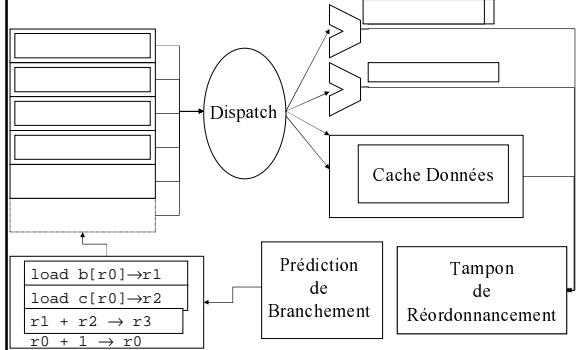 Dispatch
Cache Données
load b[r0]→r1
load c[r0]→r2
r1 + r2 → r3
r0 + 1 → r0
Prédiction
de
Branchement
Tampon
de
Réordonnancement